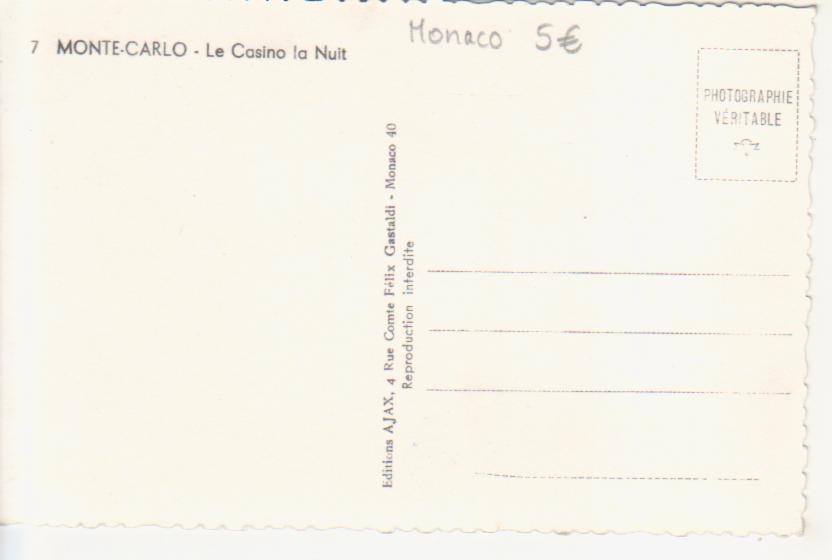 Monaco 5€
7 MONTE-CARLO - Le Casino la Nuit
PHOTOGRAPHIE
VÉRITABLE
Editions AJAX, 4 Rue Comte Félix Gastaldi - Monaco 40
Reproduction interdite